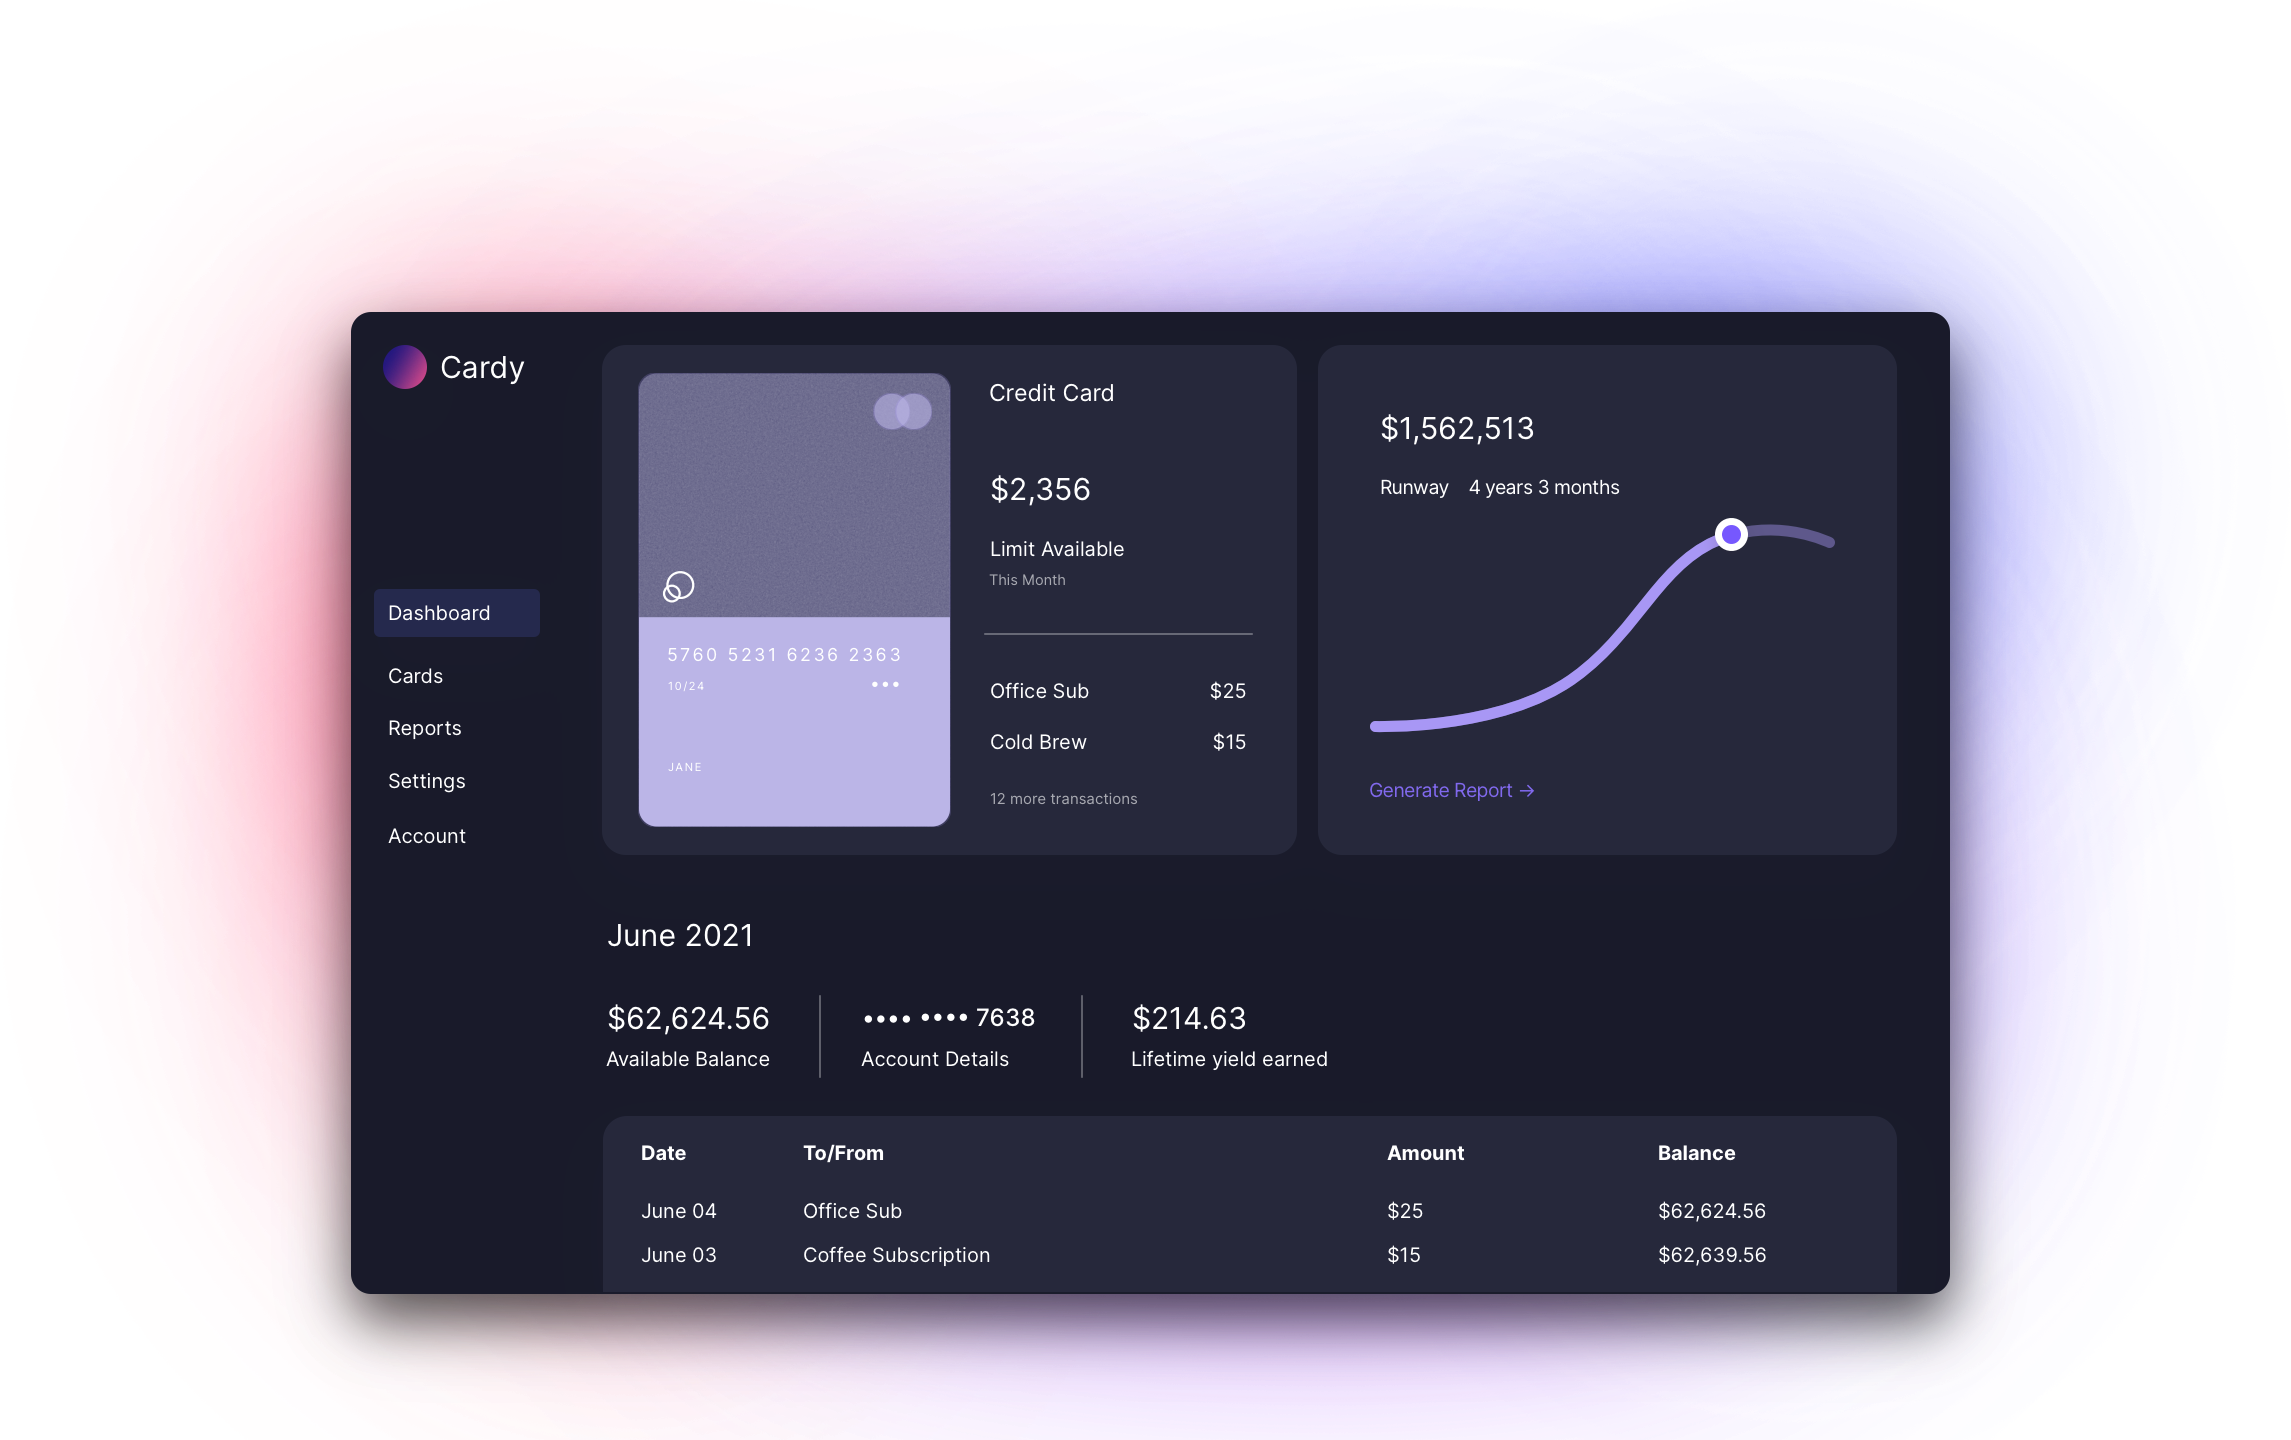 Cardy
Dashboard
Cards
Reports
Settings
Account
5760 5231 6236 2363
10/24 •••
JANE
Credit Card
$2,356
Limit Available
This Month
Office Sub $25
Cold Brew $15
12 more transactions
$1,562,513
Runway 4 years 3 months
Generate Report →
June 2021
$62,624.56
Available Balance
•••• •••• 7638
Account Details
$214.63
Lifetime yield earned
Date To/From Amount Balance
June 04 Office Sub $25 $62,624.56
June 03 Coffee Subscription $15 $62,639.56